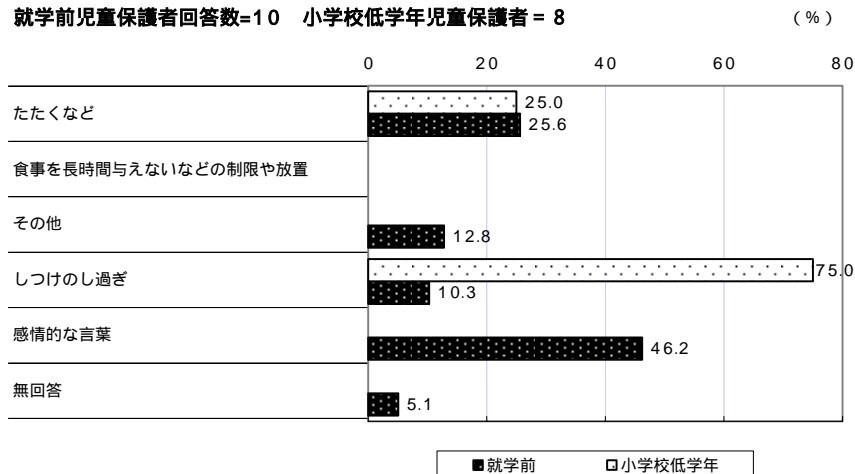 就学前児童保護者回答数=10　小学校低学年児童保護者=8　（%）
0 20 40 60 80
たたくなど
25.0
25.6
食事を長時間与えないなどの制限や放置
その他
12.8
しつけのし過ぎ
75.0
10.3
感情的な言葉
46.2
無回答
5.1
就学前　小学校低学年